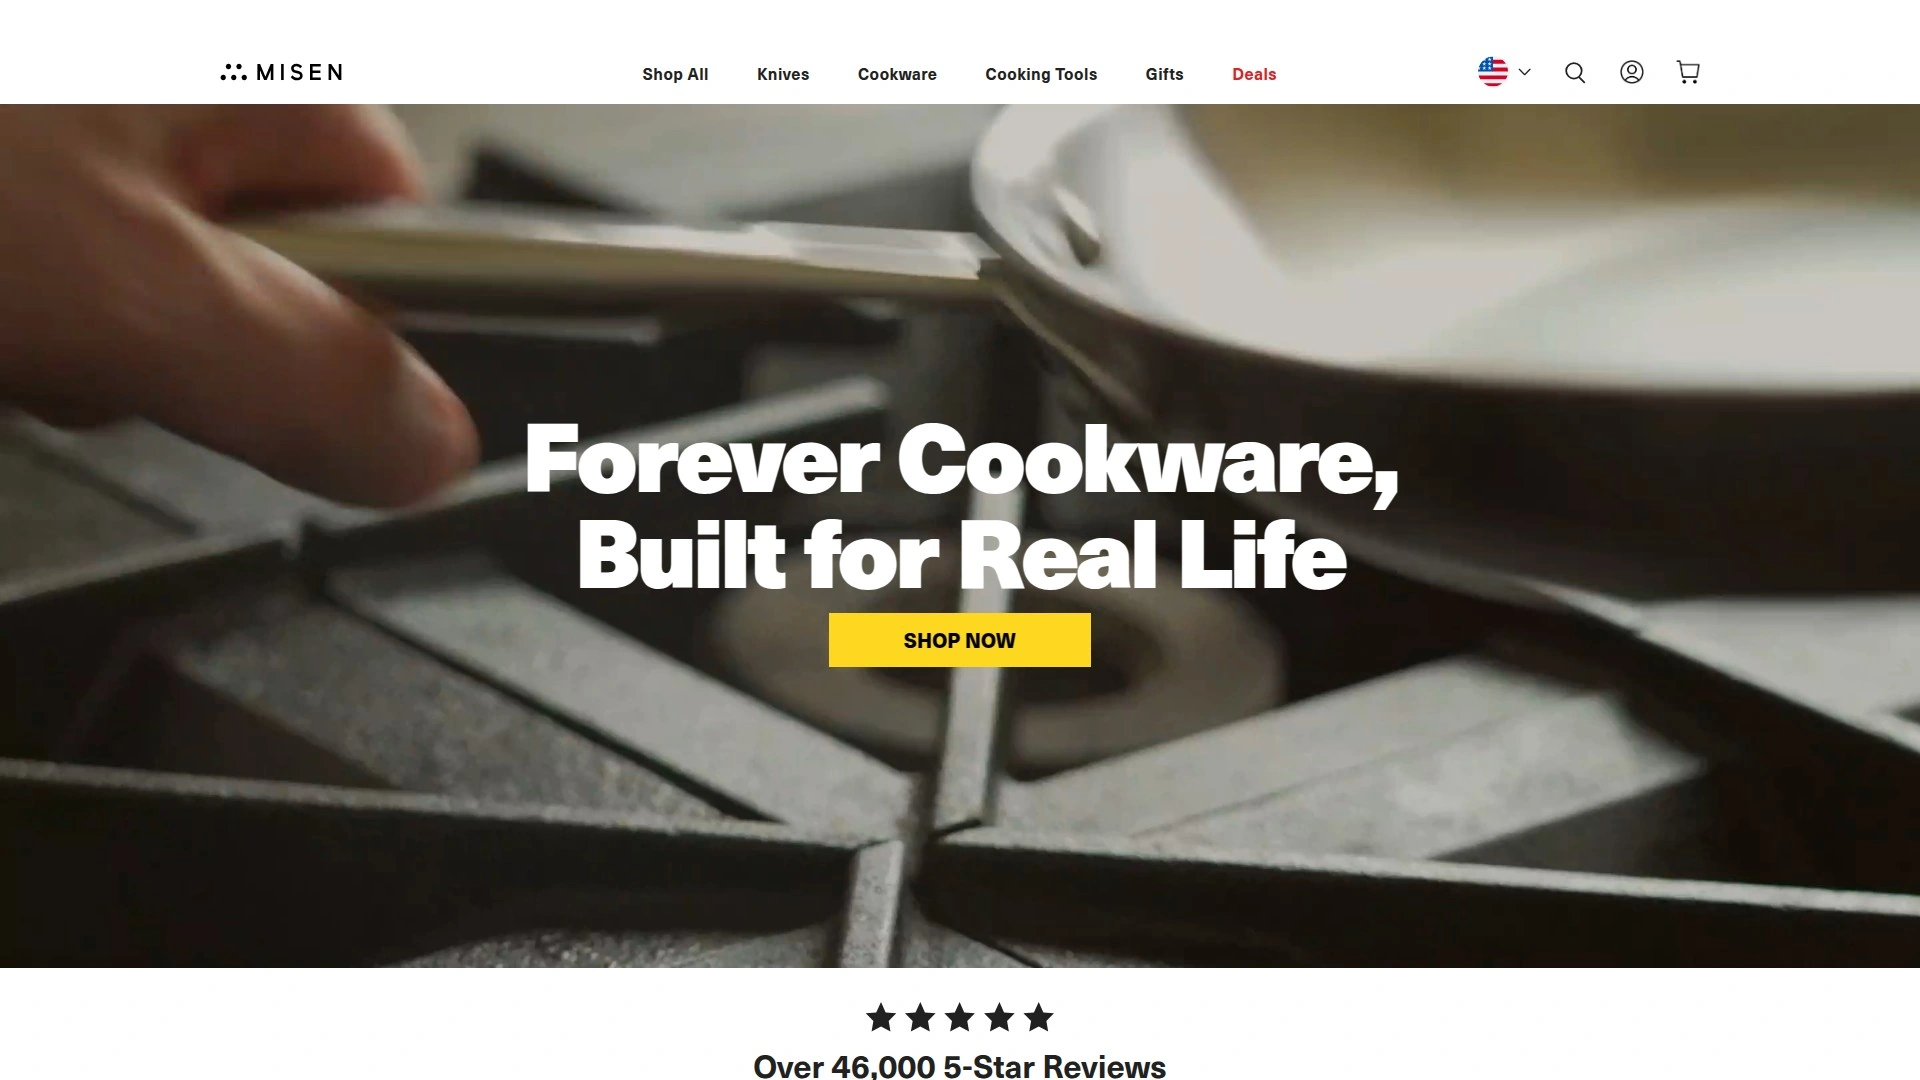 MISEN
Shop All
Knives
Cookware
Cooking Tools
Gifts
Deals
Forever Cookware,
Built for Real Life
SHOP NOW
Over 46,000 5-Star Reviews